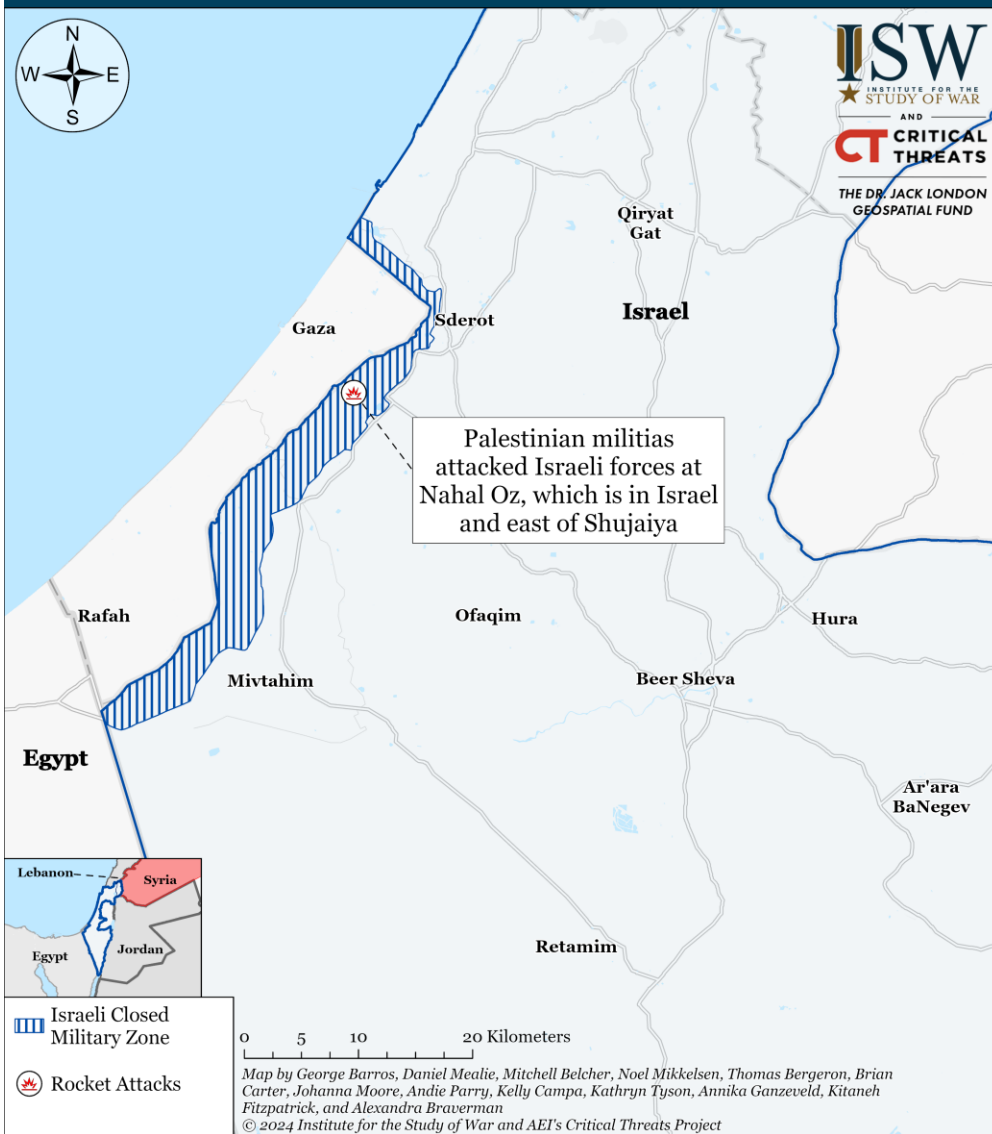 N
W E
S
ISW
INSTITUTE FOR THE
STUDY OF WAR
AND
CT CRITICAL
THREATS
THE DR. JACK LONDON
GEOSPATIAL FUND
Qiryat
Gat
Israel
Gaza
Sderot
Palestinian militias
attacked Israeli forces at
Nahal Oz, which is in Israel
and east of Shujaiya
Rafah
Ofaqim
Hura
Mivtahim
Beer Sheva
Egypt
Ar'ara
BaNegev
Lebanon
Syria
Egypt
Jordan
Retamim
Israeli Closed
Military Zone
Rocket Attacks
0 5 10 20 Kilometers
Map by George Barros, Daniel Mealie, Mitchell Belcher, Noel Mikkelsen, Thomas Bergeron, Brian
Carter, Johanna Moore, Andie Parry, Kelly Campa, Kathryn Tyson, Annika Ganzeveld, Kitaneh
Fitzpatrick, and Alexandra Braverman
© 2024 Institute for the Study of War and AEI's Critical Threats Project